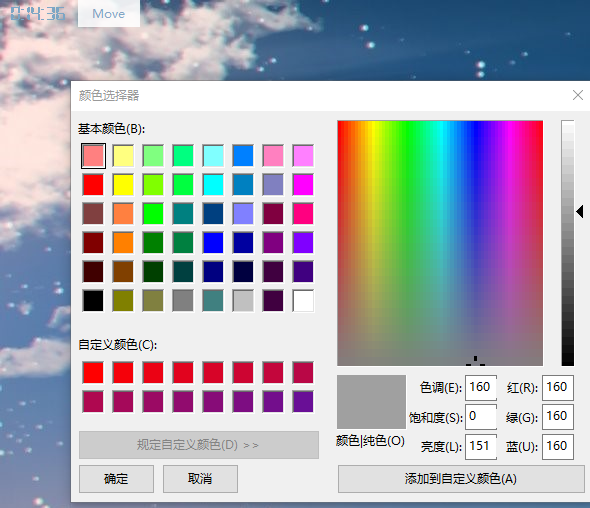 0:14:36
Move
颜色选择器
基本颜色(B):
自定义颜色(C):
规定自定义颜色(D) >>
确定
取消
色调(E): 160 红(R): 160
饱和度(S): 0 绿(G): 160
颜色|纯色(O)
亮度(L): 151 蓝(U): 160
添加到自定义颜色(A)